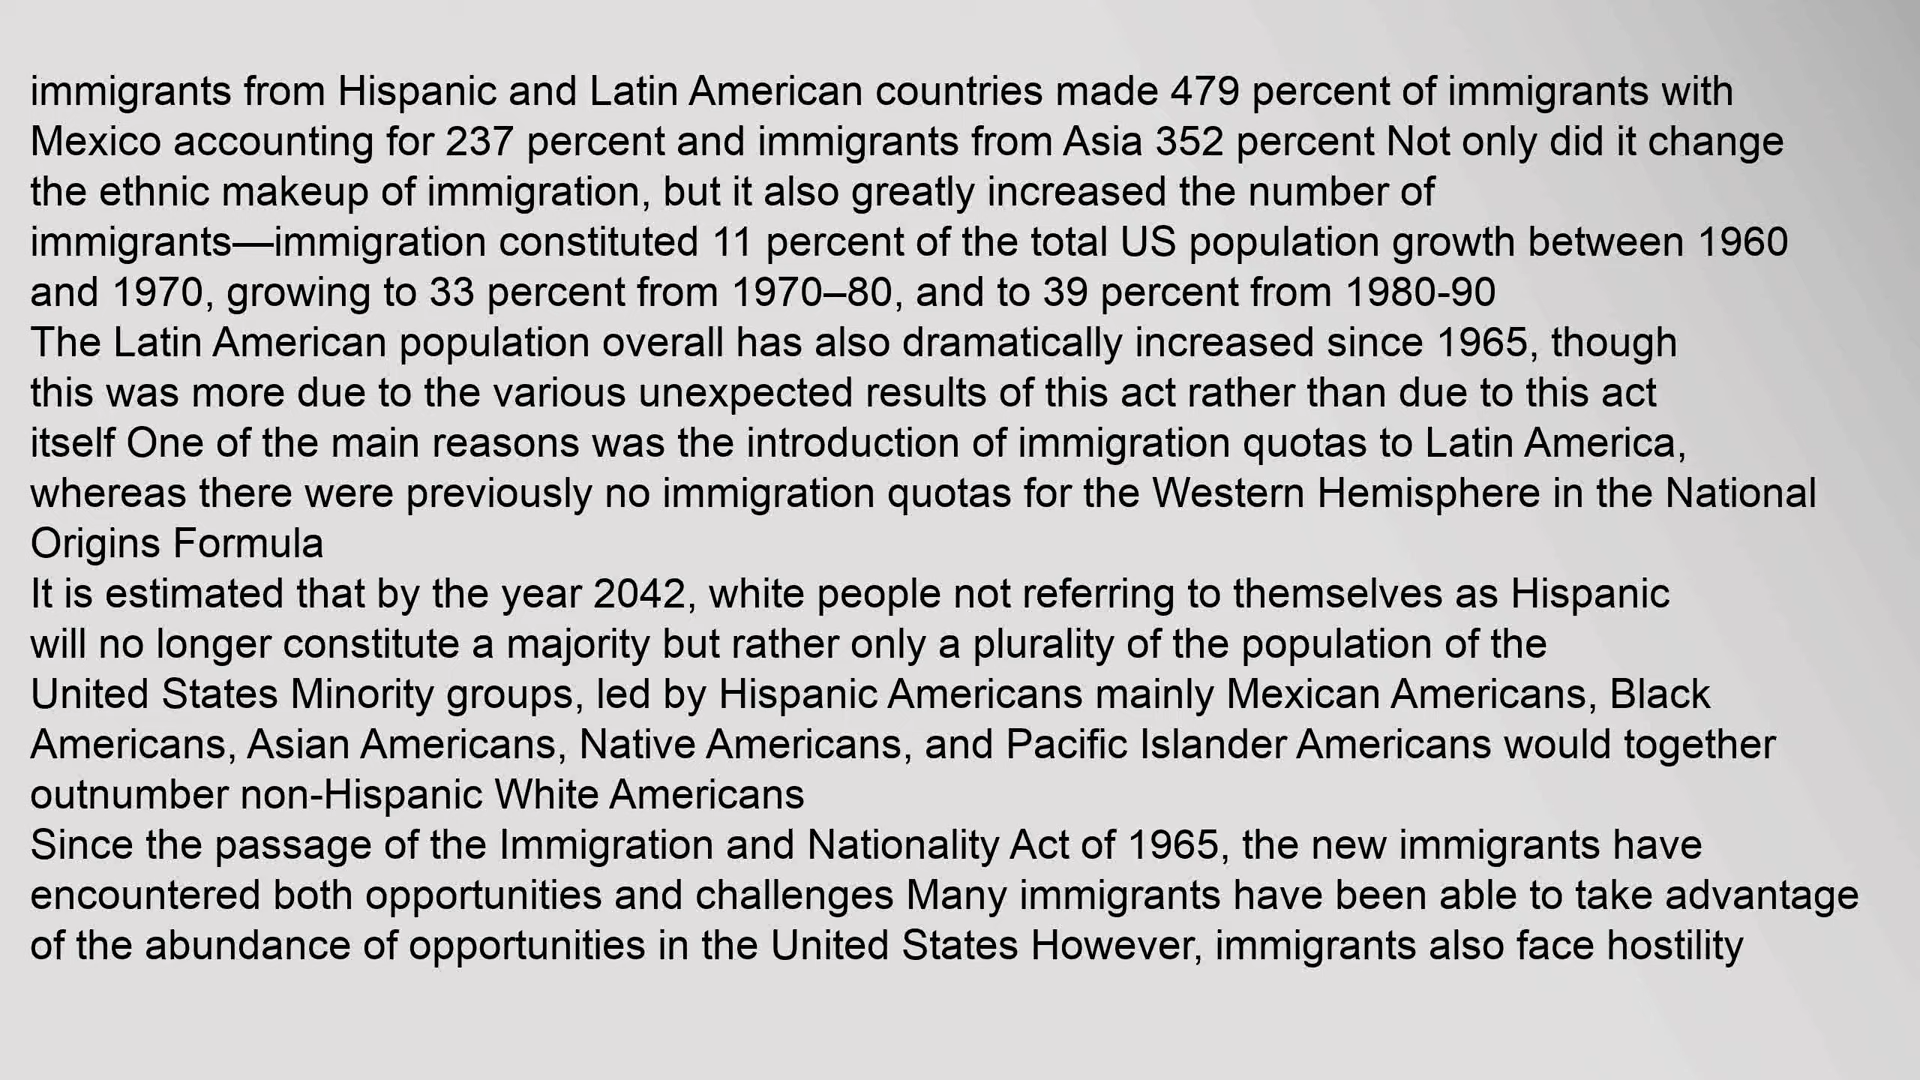 immigrants from Hispanic and Latin American countries made 479 percent of immigrants with
Mexico accounting for 237 percent and immigrants from Asia 352 percent Not only did it change
the ethnic makeup of immigration, but it also greatly increased the number of
immigrants—immigration constituted 11 percent of the total US population growth between 1960
and 1970, growing to 33 percent from 1970–80, and to 39 percent from 1980-90
The Latin American population overall has also dramatically increased since 1965, though
this was more due to the various unexpected results of this act rather than due to this act
itself One of the main reasons was the introduction of immigration quotas to Latin America,
whereas there were previously no immigration quotas for the Western Hemisphere in the National
Origins Formula
It is estimated that by the year 2042, white people not referring to themselves as Hispanic
will no longer constitute a majority but rather only a plurality of the population of the
United States Minority groups, led by Hispanic Americans mainly Mexican Americans, Black
Americans, Asian Americans, Native Americans, and Pacific Islander Americans would together
outnumber non-Hispanic White Americans
Since the passage of the Immigration and Nationality Act of 1965, the new immigrants have
encountered both opportunities and challenges Many immigrants have been able to take advantage
of the abundance of opportunities in the United States However, immigrants also face hostility